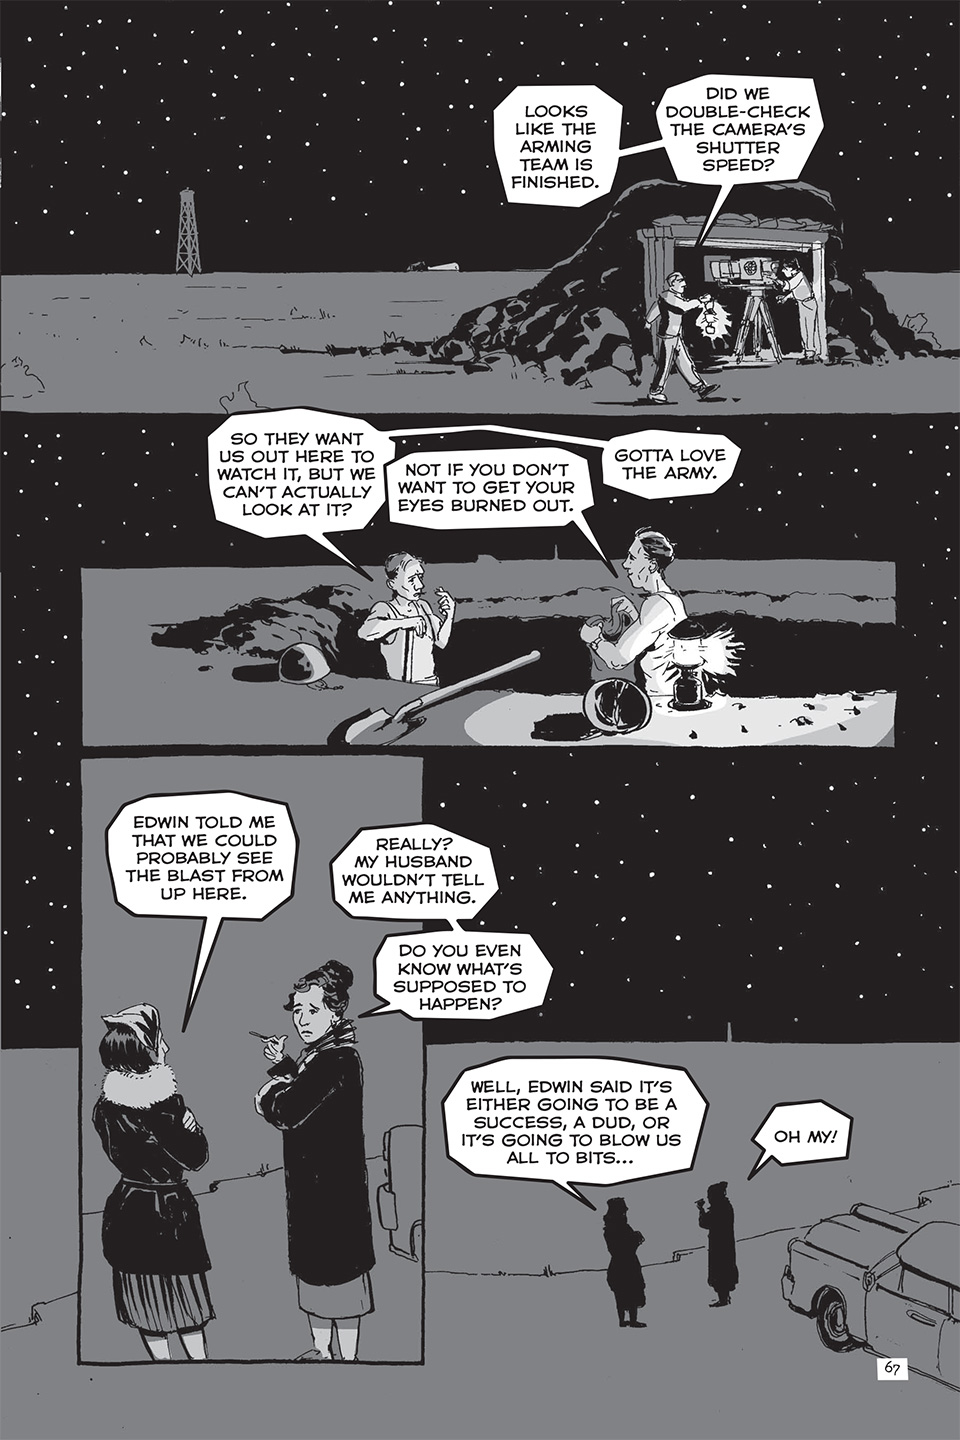 LOOKS
LIKE THE
ARMING
TEAM IS
FINISHED.
DID WE
DOUBLE-CHECK
THE CAMERA'S
SHUTTER
SPEED?
SO THEY WANT
US OUT HERE TO
WATCH IT, BUT WE
CAN'T ACTUALLY
LOOK AT IT?
NOT IF YOU DON'T
WANT TO GET YOUR
EYES BURNED OUT.
GOTTA LOVE
THE ARMY.
EDWIN TOLD ME
THAT WE COULD
PROBABLY SEE
THE BLAST FROM
UP HERE.
REALLY?
MY HUSBAND
WOULDN'T TELL
ME ANYTHING.
DO YOU EVEN
KNOW WHAT'S
SUPPOSED TO
HAPPEN?
WELL, EDWIN SAID IT'S
EITHER GOING TO BE A
SUCCESS, A DUD, OR
IT'S GOING TO BLOW US
ALL TO BITS...
OH MY!
67